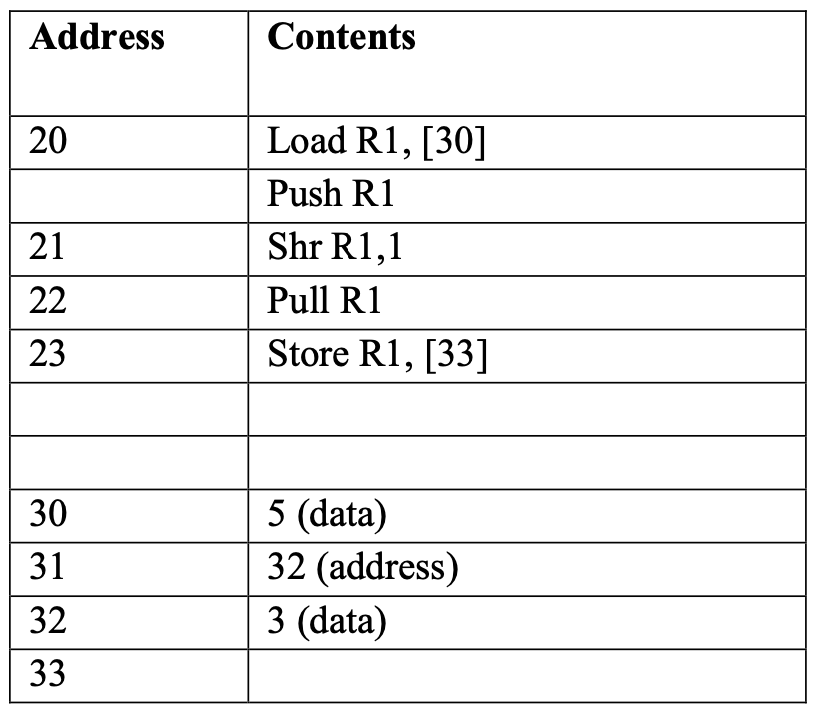 Address Contents
20 Load R1, [30]
Push R1
21 Shr R1,1
22 Pull R1
23 Store R1, [33]
30 5 (data)
31 32 (address)
32 3 (data)
33